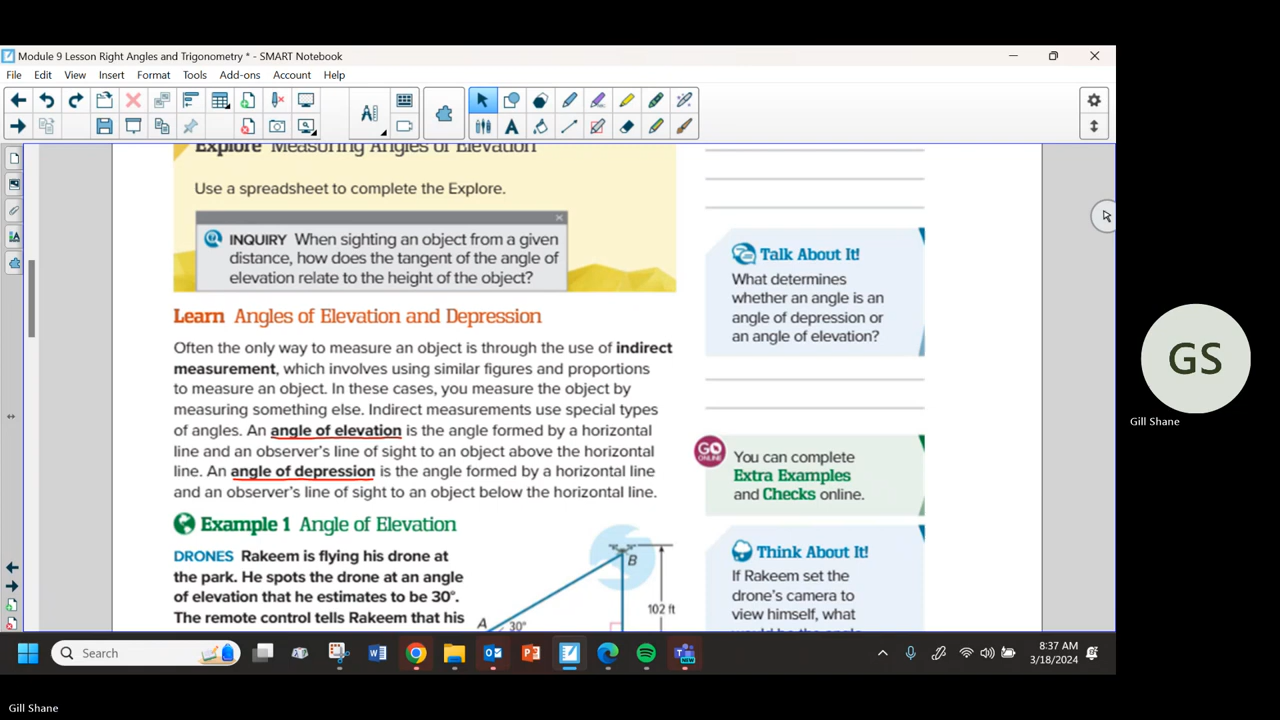 Module 9 Lesson Right Angles and Trigonometry * - SMART Notebook
File Edit View Insert Format Tools Add-ons Account Help
Explore Measuring Angles of Elevation
Use a spreadsheet to complete the Explore.
INQUIRY When sighting an object from a given
distance, how does the tangent of the angle of
elevation relate to the height of the object?
Learn Angles of Elevation and Depression
Often the only way to measure an object is through the use of indirect
measurement, which involves using similar figures and proportions
to measure an object. In these cases, you measure the object by
measuring something else. Indirect measurements use special types
of angles. An angle of elevation is the angle formed by a horizontal
line and an observer's line of sight to an object above the horizontal
line. An angle of depression is the angle formed by a horizontal line
and an observer's line of sight to an object below the horizontal line.
Example 1 Angle of Elevation
DRONES Rakeem is flying his drone at
the park. He spots the drone at an angle
of elevation that he estimates to be 30°.
The remote control tells Rakeem that his
B
102 ft
A
30°
Talk About It!
What determines
whether an angle is an
angle of depression or
an angle of elevation?
GO
ONLINE
You can complete
Extra Examples
and Checks online.
Think About It!
If Rakeem set the
drone's camera to
view himself, what
would be the angle
GS
Gill Shane
Search
8:37 AM
3/18/2024
Gill Shane